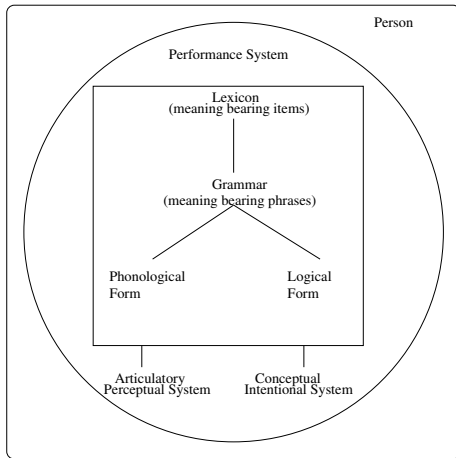 Person
Performance System
Lexicon
(meaning bearing items)
Grammar
(meaning bearing phrases)
Phonological
Form
Logical
Form
Articulatory
Perceptual System
Conceptual
Intentional System